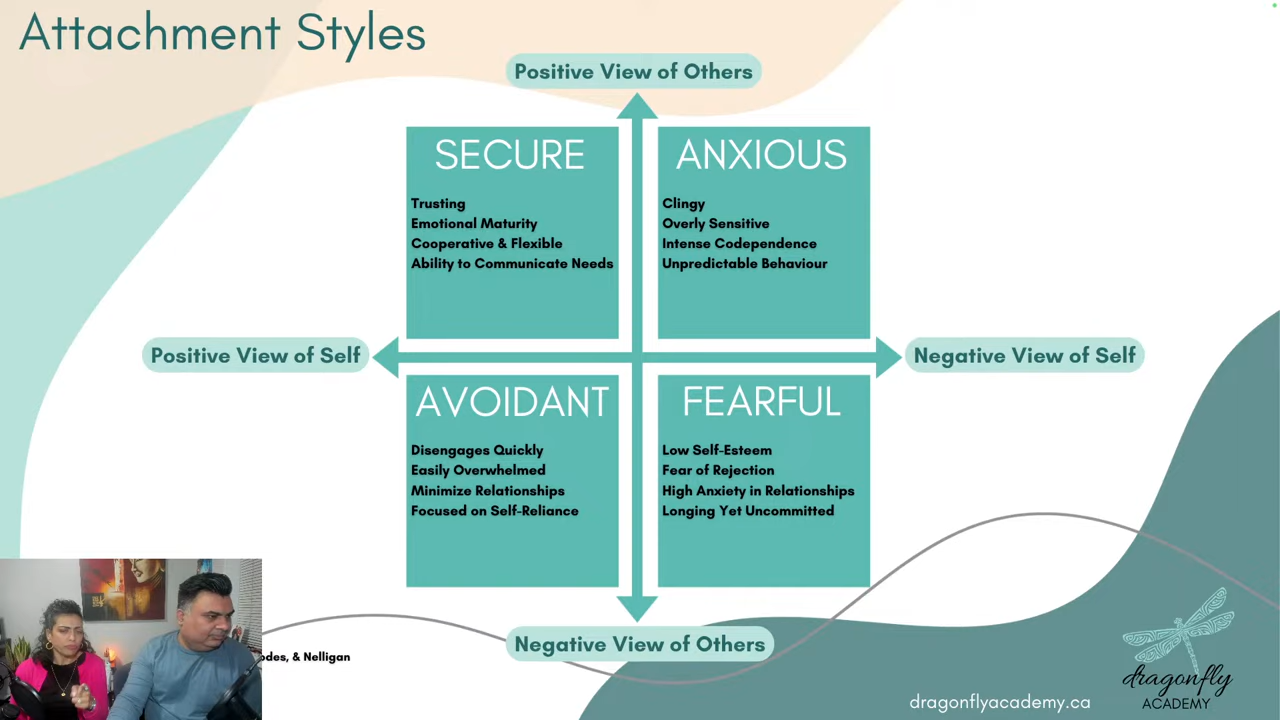 Attachment Styles
Positive View of Others
SECURE
Trusting
Emotional Maturity
Cooperative & Flexible
Ability to Communicate Needs
ANXIOUS
Clingy
Overly Sensitive
Intense Codependence
Unpredictable Behaviour
Positive View of Self
Negative View of Self
AVOIDANT
Disengages Quickly
Easily Overwhelmed
Minimize Relationships
Focused on Self-Reliance
FEARFUL
Low Self-Esteem
Fear of Rejection
High Anxiety in Relationships
Longing Yet Uncommitted
Negative View of Others
& Nelligan
dragonflyacademy.ca
dragonfly
ACADEMY